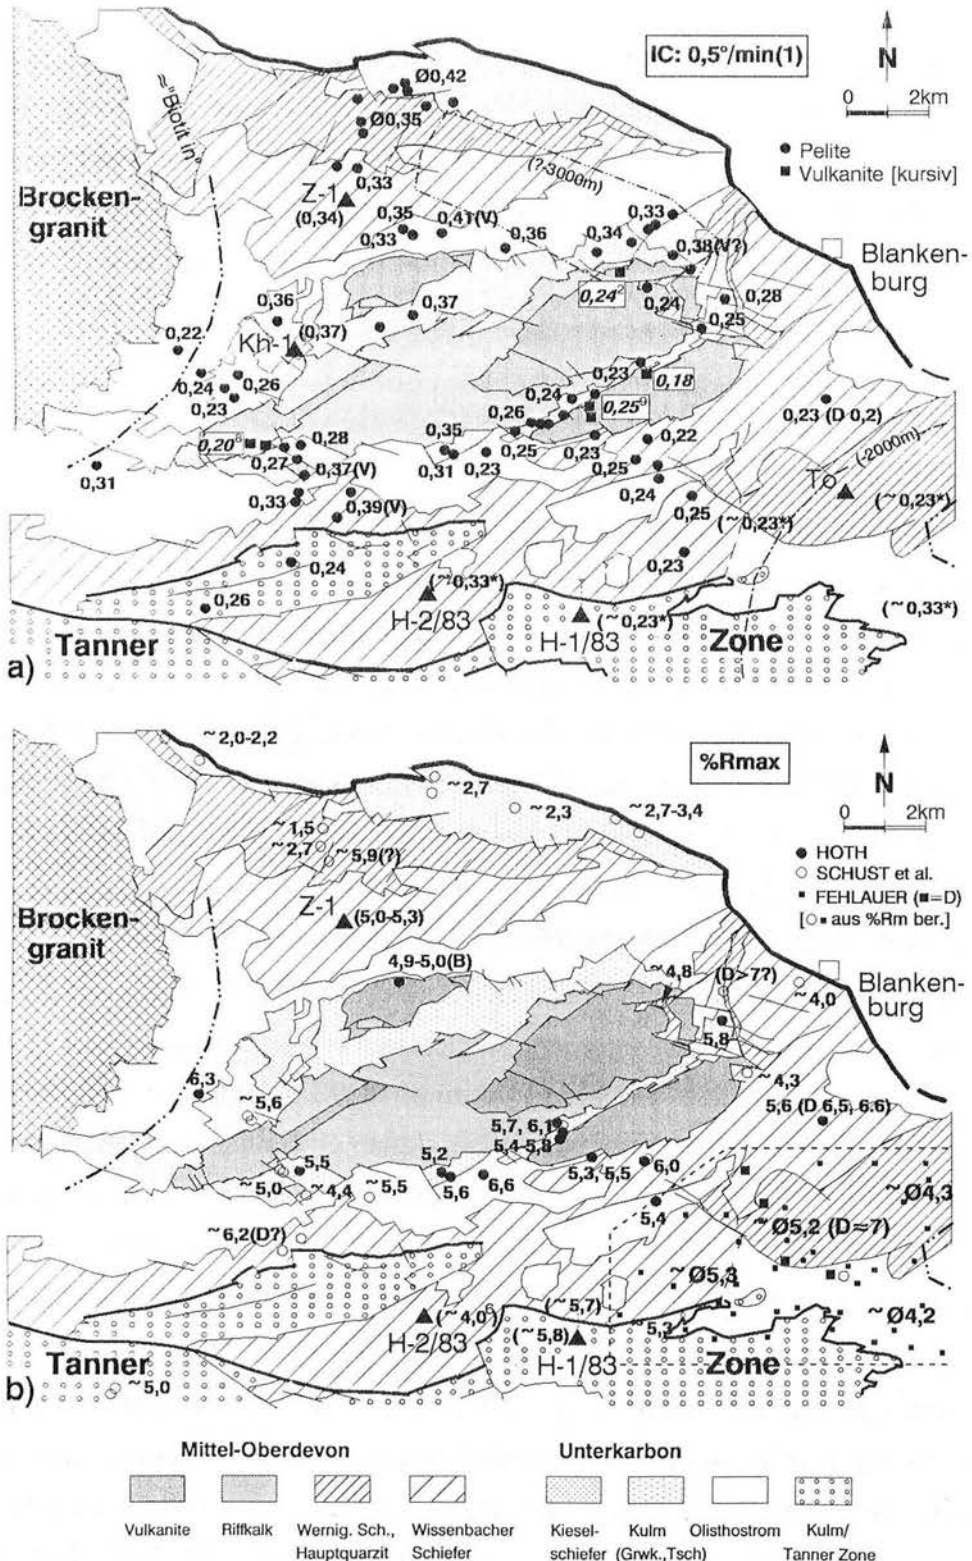 IC: 0,5°/min(1)
N
0 2km
Pelite
Vulkanite [kursiv]
Ø0,42
≈"Biotit in"
Ø0,35
(?-3000m)
0,33
Z-1
(0,34)
Brocken-
granit
0,35
0,41(V)
0,33
0,36
0,34
0,33
0,38(V?)
Blanken-
burg
0,24²
0,24
0,28
0,25
0,36
0,37
0,22
Kh-1
(0,37)
0,24
0,26
0,23
0,23
0,18
0,24
0,25⁹
0,26
0,23 (D 0,2)
0,20⁸
0,28
0,35
0,25
0,23
0,22
(-2000m)
0,27
0,37(V)
0,31
0,23
0,25
0,31
0,24
To
0,33
0,39(V)
0,25
(~0,23*)
(~0,23*)
0,24
0,23
(~0,33*)
0,26
H-2/83
(~0,33*)
Tanner
H-1/83
(~0,23*)
Zone
a)
~2,0-2,2
%Rmax
N
0 2km
~2,7
~2,3
~2,7-3,4
~1,5
~2,7
~5,9(?)
HOTH
SCHUST et al.
FEHLAUER (■=D)
[○▪ aus %Rm ber.]
Z-1
(5,0-5,3)
Brocken-
granit
4,9-5,0(B)
~4,8
(D>7?)
~4,0
Blanken-
burg
5,8
~4,3
6,3
~5,6
5,7, 6,1
5,4-5,8
5,6 (D 6,5, 6.6)
5,5
5,2
5,3, 5,5
6,0
~5,0
~4,4
~5,5
5,6
6,6
5,4
~Ø4,3
~Ø5,2 (D≈7)
~6,2(D?)
~Ø5,3
(~4,0⁶)
(~5,7)
5,3
~Ø4,2
H-2/83
(~5,8)
H-1/83
Tanner
Zone
~5,0
b)
Mittel-Oberdevon
Unterkarbon
Vulkanite
Riffkalk
Wernig. Sch.,
Hauptquarzit
Wissenbacher
Schiefer
Kiesel-
schiefer
Kulm
(Grwk.,Tsch)
Olisthostrom
Kulm/
Tanner Zone